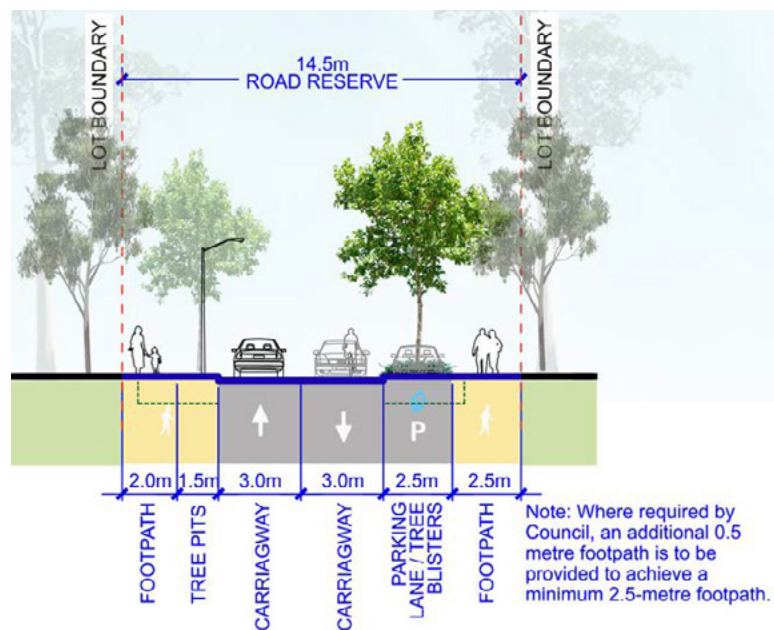 14.5m
ROAD RESERVE
LOT BOUNDARY
LOT BOUNDARY
P
2.0m
1.5m
3.0m
3.0m
2.5m
2.5m
FOOTPATH
TREE PITS
CARRIAGWAY
CARRIAGWAY
PARKING
LANE / TREE
BLISTERS
FOOTPATH
Note: Where required by
Council, an additional 0.5
metre footpath is to be
provided to achieve a
minimum 2.5-metre footpath.